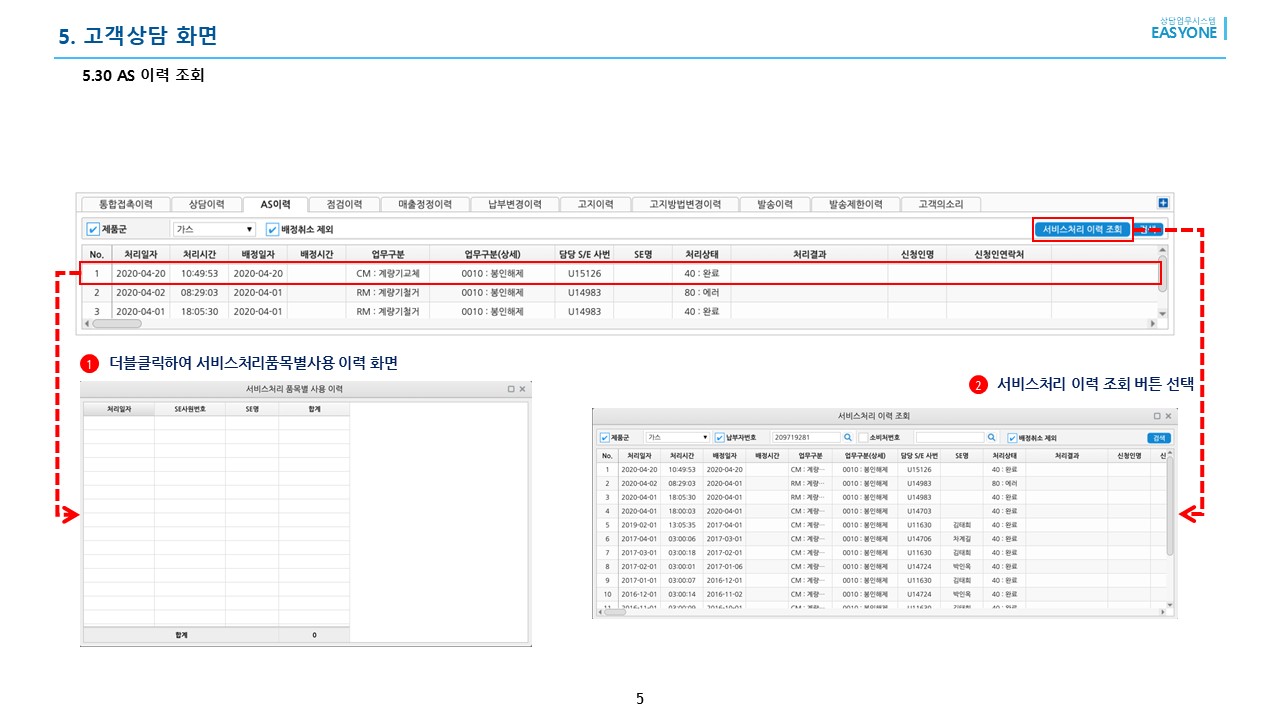 5. 고객상담 화면
상담업무시스템
EASYONE
5.30 AS 이력 조회
통합접촉이력 상담이력 AS이력 점검이력 매출정정이력 납부변경이력 고지이력 고지방법변경이력 발송이력 발송제한이력 고객의소리
제품군 가스 배정취소 제외 서비스처리 이력 조회 검색
No. 처리일자 처리시간 배정일자 배정시간 업무구분 업무구분(상세) 담당 S/E 사번 SE명 처리상태 처리결과 신청인명 신청인연락처
1 2020-04-20 10:49:53 2020-04-20 CM : 계량기교체 0010 : 봉인해제 U15126 40 : 완료
2 2020-04-02 08:29:03 2020-04-01 RM : 계량기철거 0010 : 봉인해제 U14983 80 : 에러
3 2020-04-01 18:05:30 2020-04-01 RM : 계량기철거 0010 : 봉인해제 U14983 40 : 완료
1 더블클릭하여 서비스처리품목별사용 이력 화면
서비스처리 품목별 사용 이력
처리일자 SE사원번호 SE명 합계
합계 0
2 서비스처리 이력 조회 버튼 선택
서비스처리 이력 조회
제품군 가스 납부자번호 209719281 소비처번호 배정취소 제외 검색
No. 처리일자 처리시간 배정일자 배정시간 업무구분 업무구분(상세) 담당 S/E 사번 SE명 처리상태 처리결과 신청인명
1 2020-04-20 10:49:53 2020-04-20 CM : 계량··· 0010 : 봉인해제 U15126 40 : 완료
2 2020-04-02 08:29:03 2020-04-01 RM : 계량··· 0010 : 봉인해제 U14983 80 : 에러
3 2020-04-01 18:05:30 2020-04-01 RM : 계량··· 0010 : 봉인해제 U14983 40 : 완료
4 2020-04-01 18:00:03 2020-04-01 CM : 계량··· 0010 : 봉인해제 U14703 40 : 완료
5 2019-02-01 13:05:35 2017-04-01 CM : 계량··· 0010 : 봉인해제 U11630 김태희 40 : 완료
6 2017-04-01 03:00:06 2017-03-01 CM : 계량··· 0010 : 봉인해제 U14706 차계길 40 : 완료
7 2017-03-01 03:00:18 2017-02-01 CM : 계량··· 0010 : 봉인해제 U11630 김태희 40 : 완료
8 2017-02-01 03:00:01 2017-01-06 CM : 계량··· 0010 : 봉인해제 U14724 박인옥 40 : 완료
9 2017-01-01 03:00:07 2016-12-01 CM : 계량··· 0010 : 봉인해제 U11630 김태희 40 : 완료
10 2016-12-01 03:00:14 2016-11-02 CM : 계량··· 0010 : 봉인해제 U14724 박인옥 40 : 완료
11 2016-11-01 03:00:09 2016-10-01 CM : 계량··· 0010 : 봉인해제 U11630 김태희 40 : 완료
5